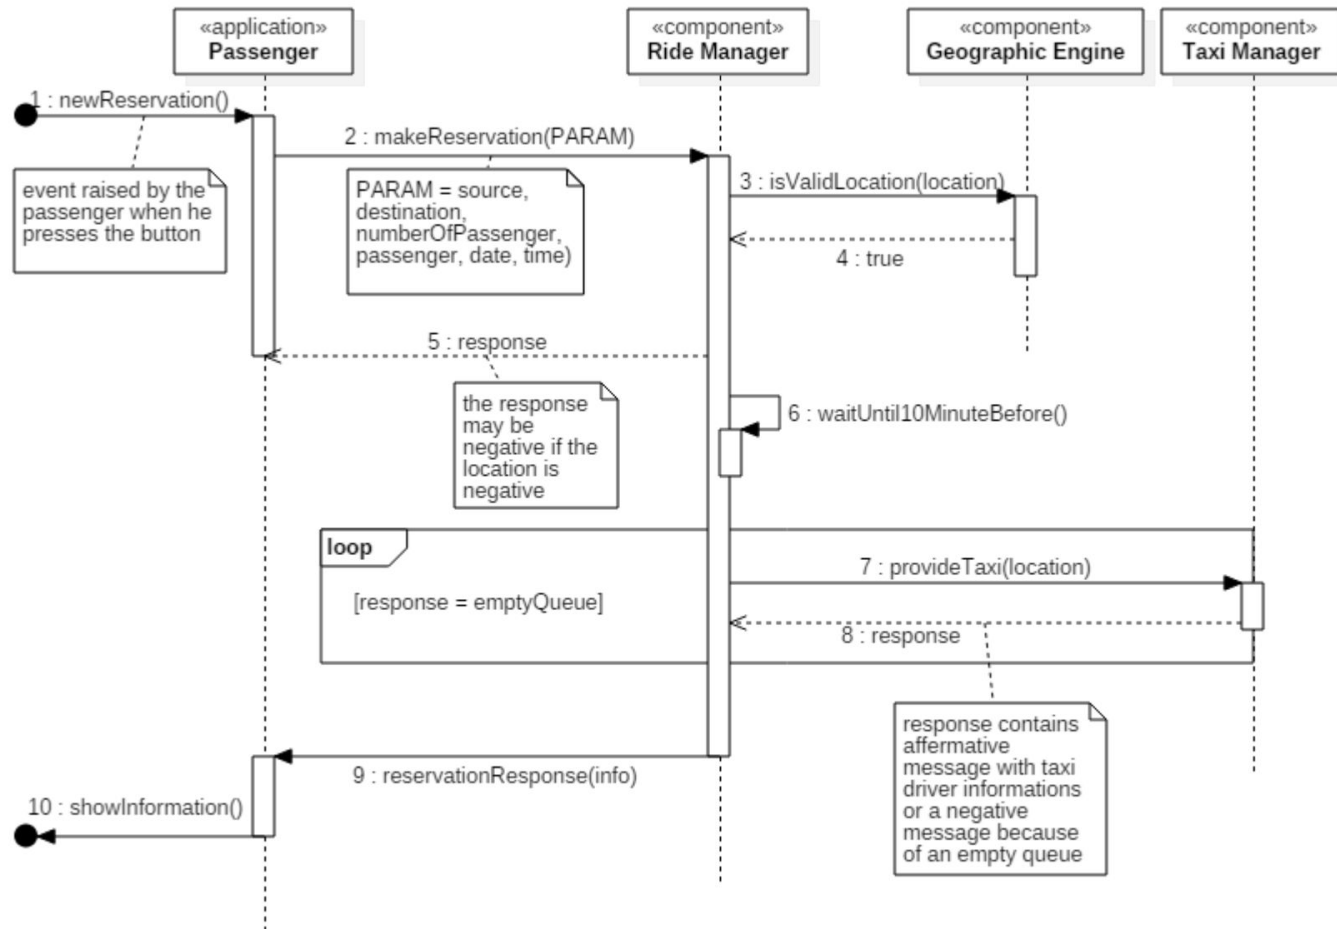 «application»
Passenger
«component»
Ride Manager
«component»
Geographic Engine
«component»
Taxi Manager
1 : newReservation()
2 : makeReservation(PARAM)
event raised by the
passenger when he
presses the button
PARAM = source,
destination,
numberOfPassenger,
passenger, date, time)
3 : isValidLocation(location)
4 : true
5 : response
the response
may be
negative if the
location is
negative
6 : waitUntil10MinuteBefore()
loop
[response = emptyQueue]
7 : provideTaxi(location)
8 : response
response contains
affermative
message with taxi
driver informations
or a negative
message because
of an empty queue
9 : reservationResponse(info)
10 : showInformation()